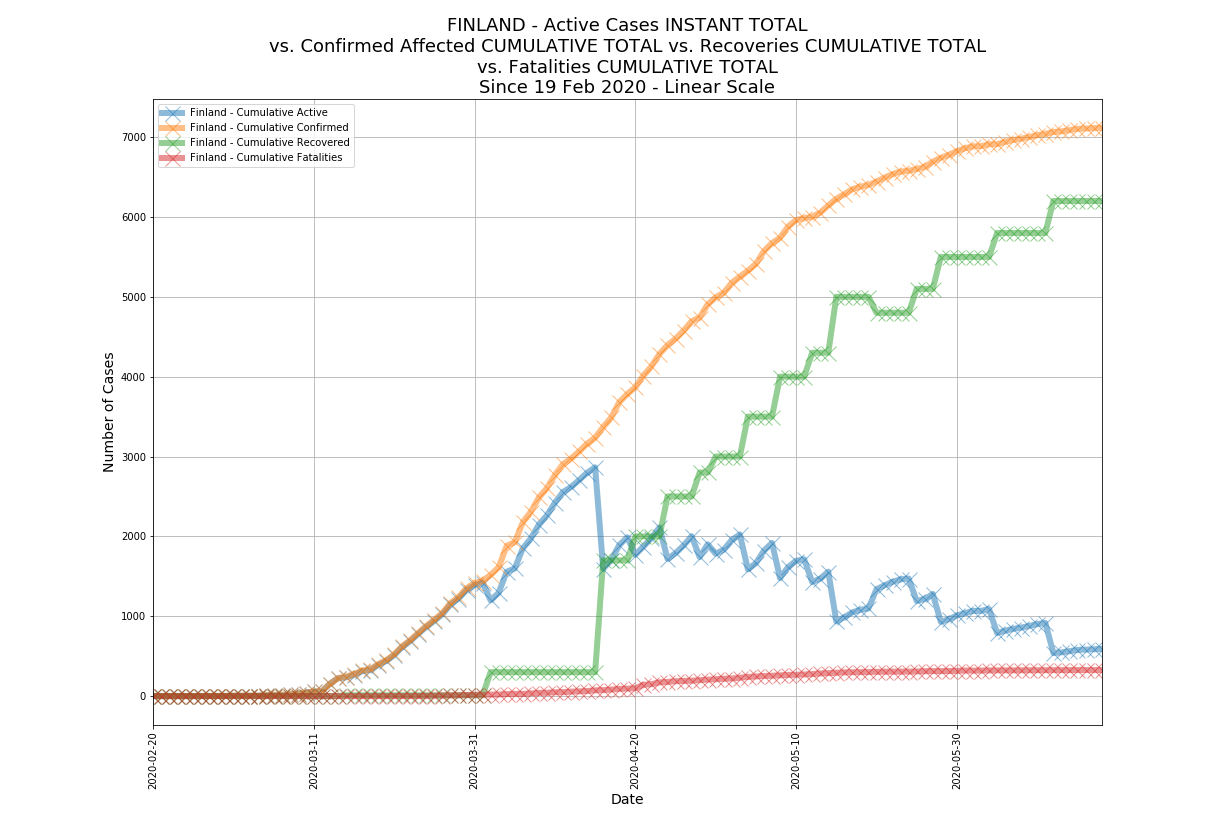 FINLAND - Active Cases INSTANT TOTAL
vs. Confirmed Affected CUMULATIVE TOTAL vs. Recoveries CUMULATIVE TOTAL
vs. Fatalities CUMULATIVE TOTAL
Since 19 Feb 2020 - Linear Scale
Finland - Cumulative Active
Finland - Cumulative Confirmed
Finland - Cumulative Recovered
Finland - Cumulative Fatalities
Number of Cases
7000
6000
5000
4000
3000
2000
1000
0
2020-02-20
2020-03-11
2020-03-31
2020-04-20
2020-05-10
2020-05-30
Date